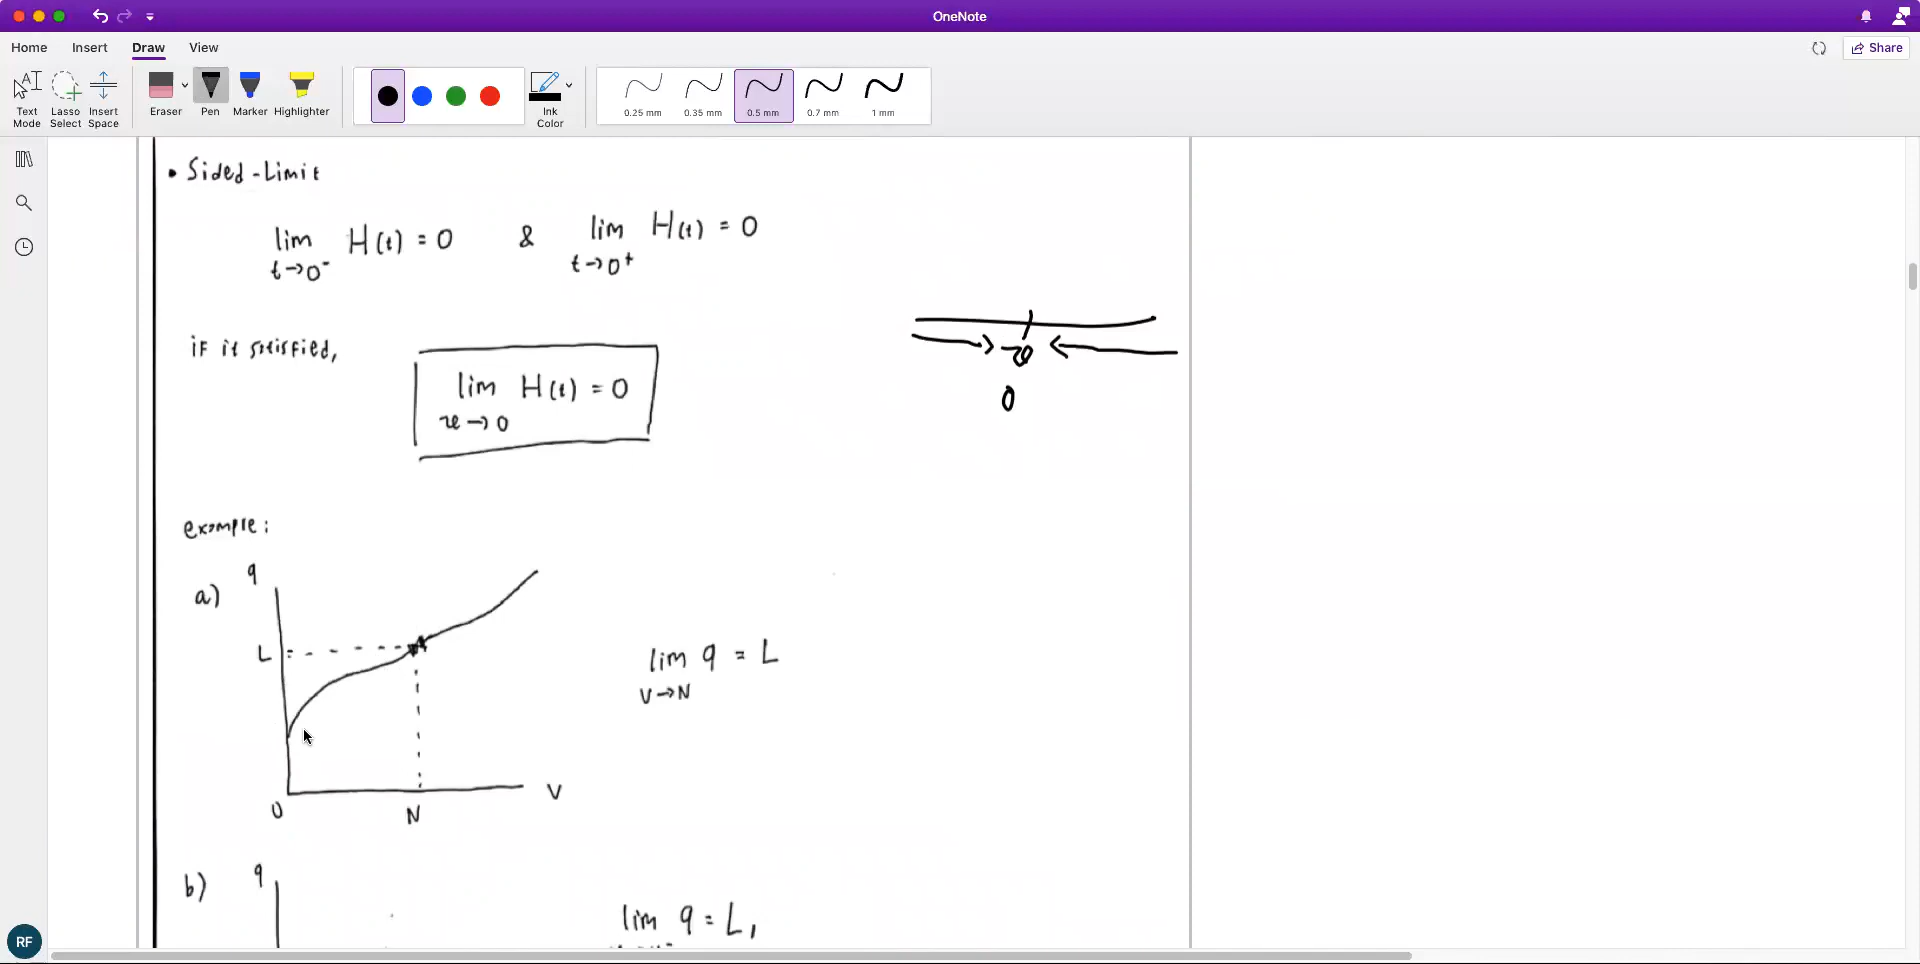 OneNote
Home Insert Draw View
Share
Text Mode
Lasso Select
Insert Space
Eraser
Pen
Marker
Highlighter
Ink Color
0.25 mm
0.35 mm
0.5 mm
0.7 mm
1 mm
• Sided-Limit
lim H(t) = 0 & lim H(t) = 0
t→0⁻ t→0⁺
if it satisfied,
lim H(t) = 0
x→0
0
example:
a) q
L
lim q = L
V→N
0 N V
b) q
lim q = L,
RF